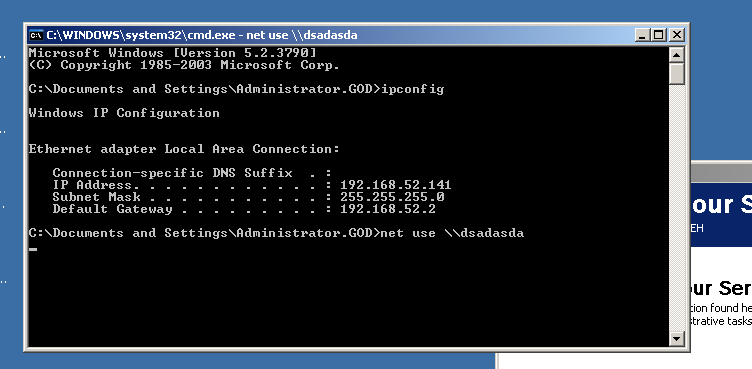 C:\WINDOWS\system32\cmd.exe - net use \\dsadasda
Microsoft Windows [Version 5.2.3790]
(C) Copyright 1985-2003 Microsoft Corp.
C:\Documents and Settings\Administrator.GOD>ipconfig
Windows IP Configuration
Ethernet adapter Local Area Connection:
Connection-specific DNS Suffix  . :
IP Address. . . . . . . . . . . . : 192.168.52.141
Subnet Mask . . . . . . . . . . . : 255.255.255.0
Default Gateway . . . . . . . . . : 192.168.52.2
C:\Documents and Settings\Administrator.GOD>net use \\dsadasda
our S
EH
our Ser
tion found he
strative tasks